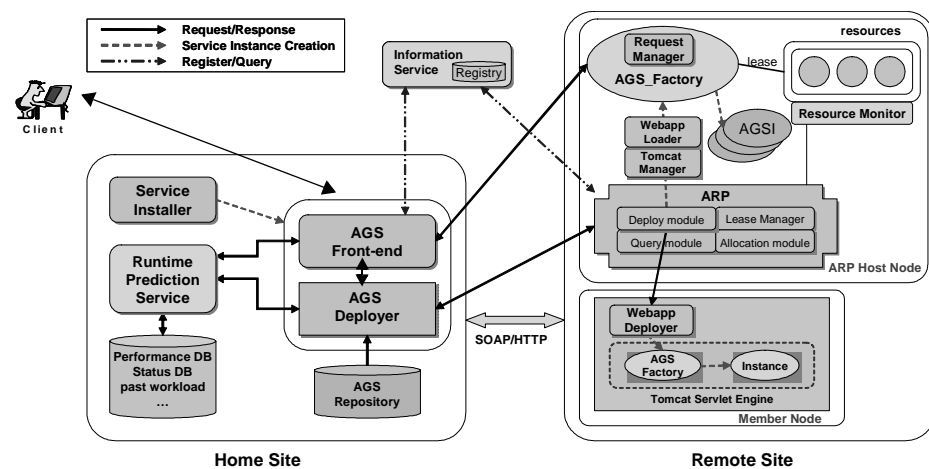 Request/Response
Service Instance Creation
Register/Query
Client
Information
Service
Registry
Request
Manager
AGS_Factory
lease
resources
Resource Monitor
AGSI
Webapp
Loader
Tomcat
Manager
ARP
Deploy module
Lease Manager
Query module
Allocation module
ARP Host Node
Service
Installer
AGS
Front-end
Runtime
Prediction
Service
AGS
Deployer
Performance DB
Status DB
past workload
...
AGS
Repository
SOAP/HTTP
Webapp
Deployer
AGS
Factory
Instance
Tomcat Servlet Engine
Member Node
Home Site
Remote Site